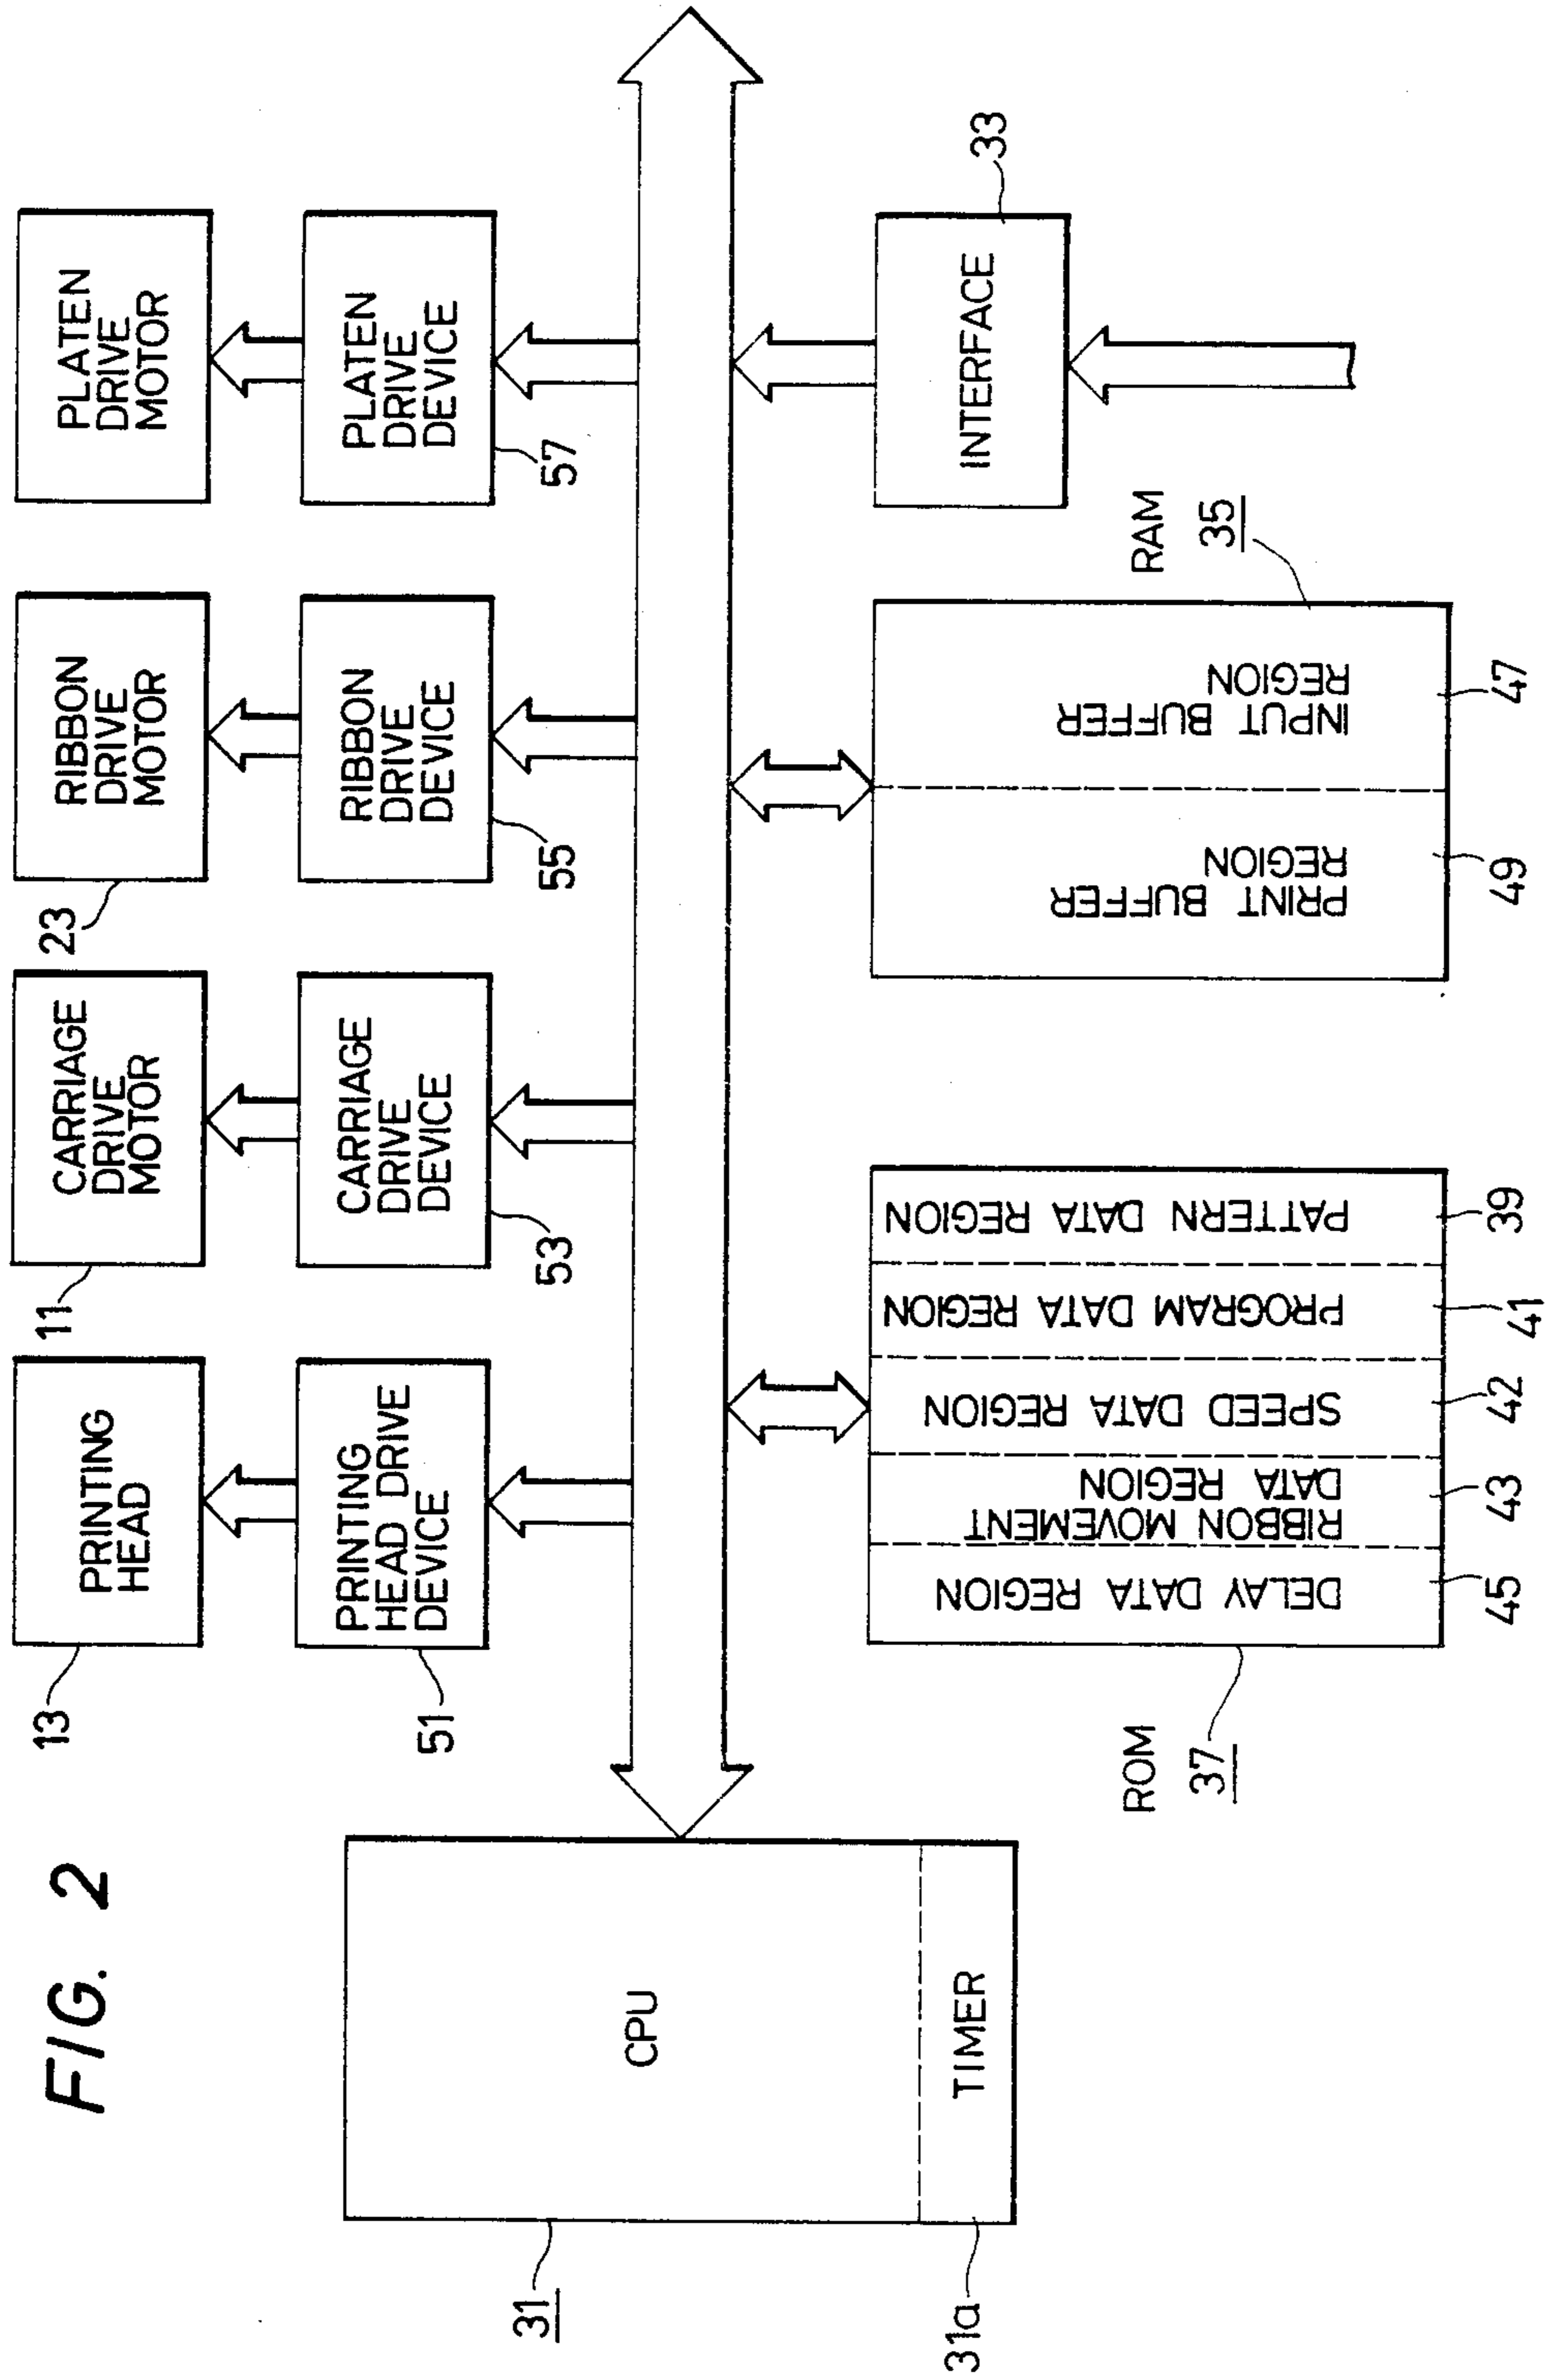 FIG. 2
13
PRINTING
HEAD
11
CARRIAGE
DRIVE
MOTOR
23
RIBBON
DRIVE
MOTOR
PLATEN
DRIVE
MOTOR
51
PRINTING
HEAD DRIVE
DEVICE
53
CARRIAGE
DRIVE
DEVICE
55
RIBBON
DRIVE
DEVICE
57
PLATEN
DRIVE
DEVICE
31
CPU
31a
TIMER
ROM
37
DELAY DATA REGION
RIBBON MOVEMENT
DATA REGION
SPEED DATA REGION
PROGRAM DATA REGION
PATTERN DATA REGION
45
43
42
41
39
RAM
35
PRINT BUFFER
REGION
INPUT BUFFER
REGION
49
47
INTERFACE
33